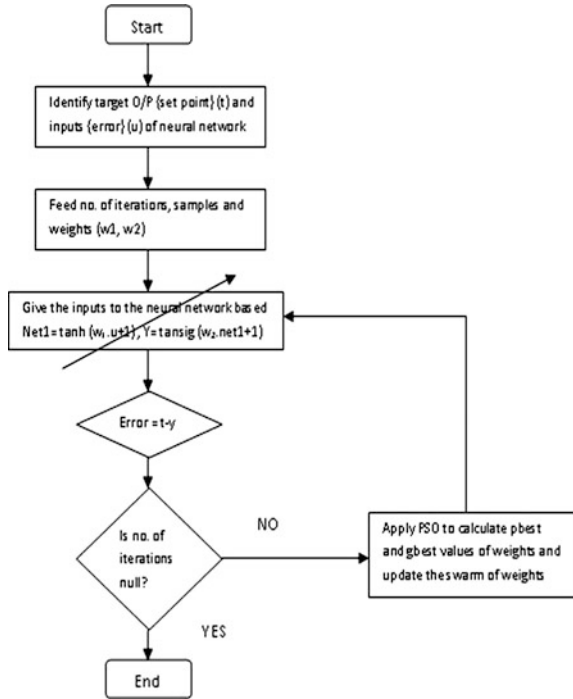 Start
Identify target O/P {set point} (t) and
inputs {error} (u) of neural network
Feed no. of iterations, samples and
weights (w1, w2)
Give the inputs to the neural network based
Net1=tanh (w₁.u+1), Y=tansig (w₂.net1+1)
Error = t-y
Is no. of
iterations
null?
NO
Apply PSO to calculate pbest
and gbest values of weights and
update the swarm of weights
YES
End